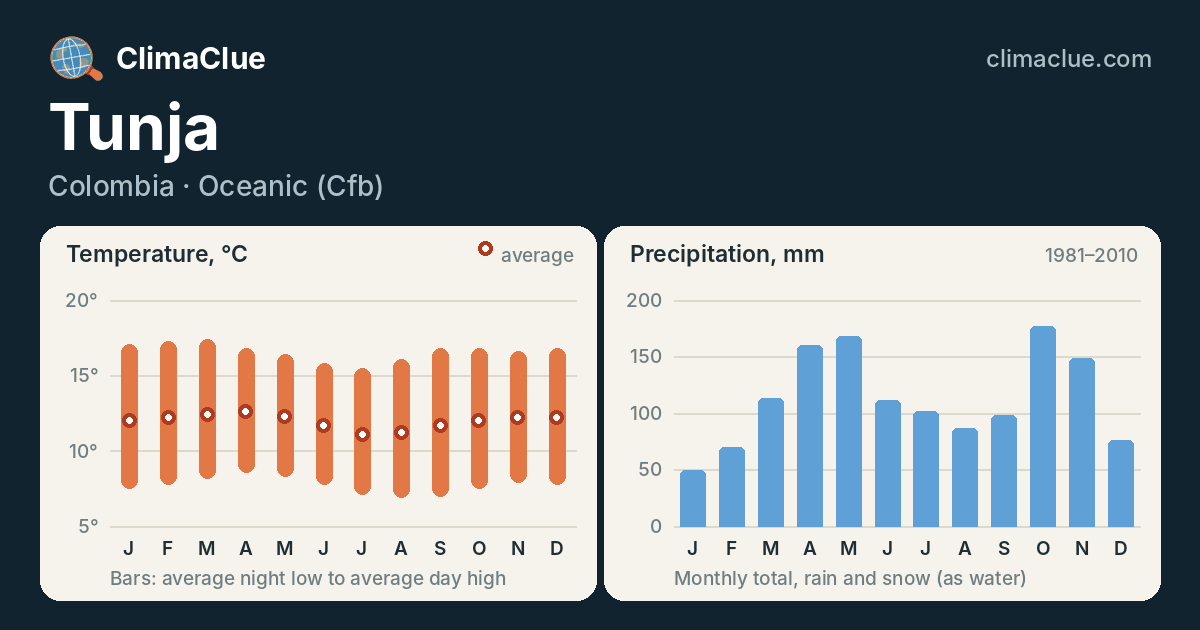 ClimaClue
climaclue.com
Tunja
Colombia · Oceanic (Cfb)
Temperature, °C
average
20°
15°
10°
5°
J F M A M J J A S O N D
Bars: average night low to average day high
Precipitation, mm
1981–2010
200
150
100
50
0
J F M A M J J A S O N D
Monthly total, rain and snow (as water)